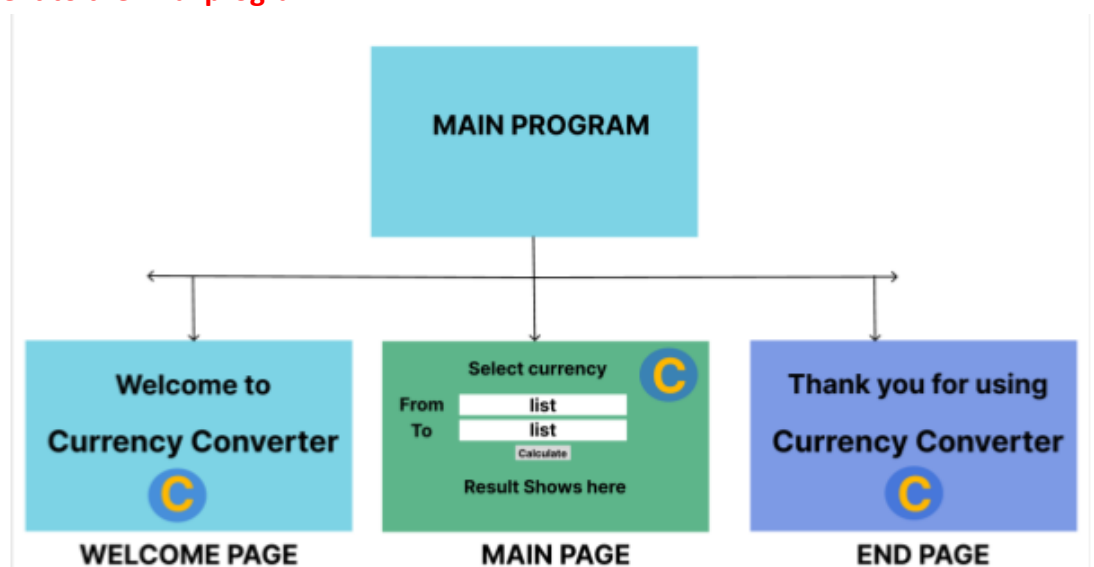 MAIN PROGRAM
Welcome to
Currency Converter
C
WELCOME PAGE
Select currency
C
From list
To list
Calculate
Result Shows here
MAIN PAGE
Thank you for using
Currency Converter
C
END PAGE